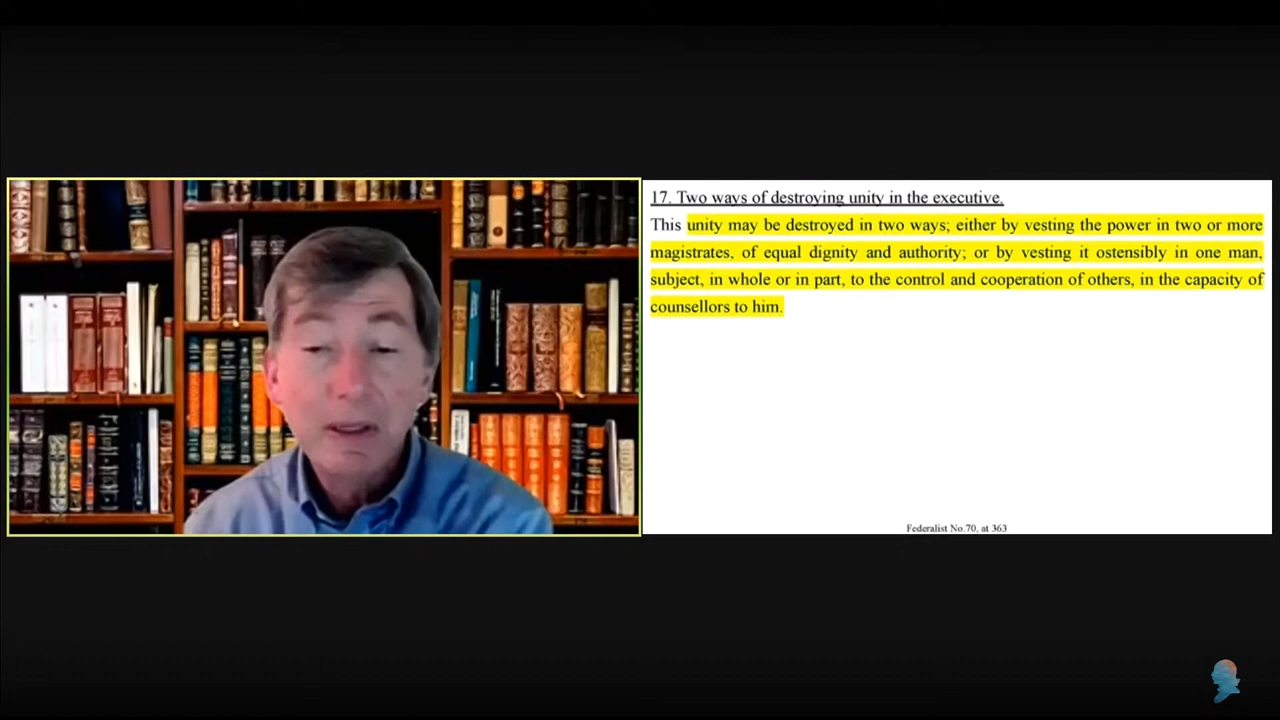 17. Two ways of destroying unity in the executive.
This unity may be destroyed in two ways; either by vesting the power in two or more
magistrates, of equal dignity and authority; or by vesting it ostensibly in one man,
subject, in whole or in part, to the control and cooperation of others, in the capacity of
counsellors to him.
Federalist No.70, at 363